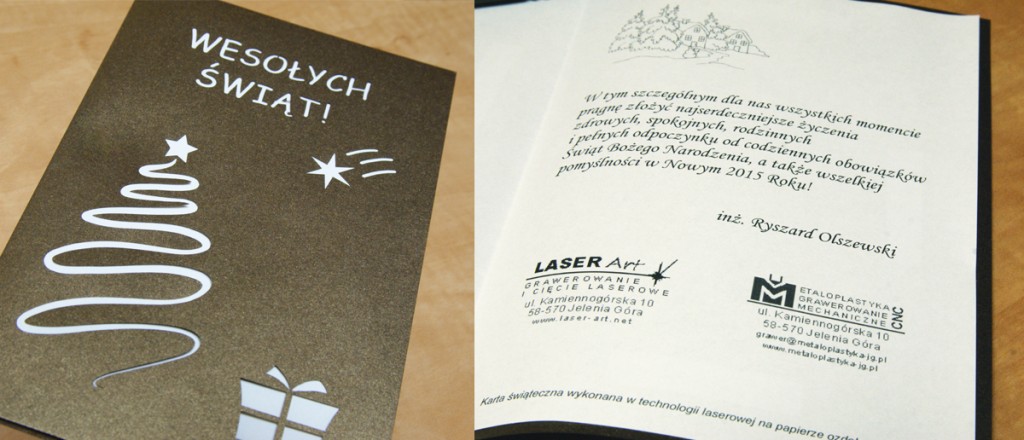 WESOŁYCH
ŚWIĄT!
W tym szczególnym dla nas wszystkich momencie
pragnę złożyć najserdeczniejsze życzenia
zdrowych, spokojnych, rodzinnych
i pełnych odpoczynku od codziennych obowiązków
Świąt Bożego Narodzenia, a także wszelkiej
pomyślności w Nowym 2015 Roku!
inż. Ryszard Olszewski
LASER Art
GRAWEROWANIE
I CIĘCIE LASEROWE
ul. Kamiennogórska 10
58-570 Jelenia Góra
www.laser-art.net
METALOPLASTYKA
GRAWEROWANIE
MECHANICZNE CNC
ul. Kamiennogórska 10
58-570 Jelenia Góra
grawer@metaloplastyka-jg.pl
www.metaloplastyka-jg.pl
Karta świąteczna wykonana w technologii laserowej na papierze